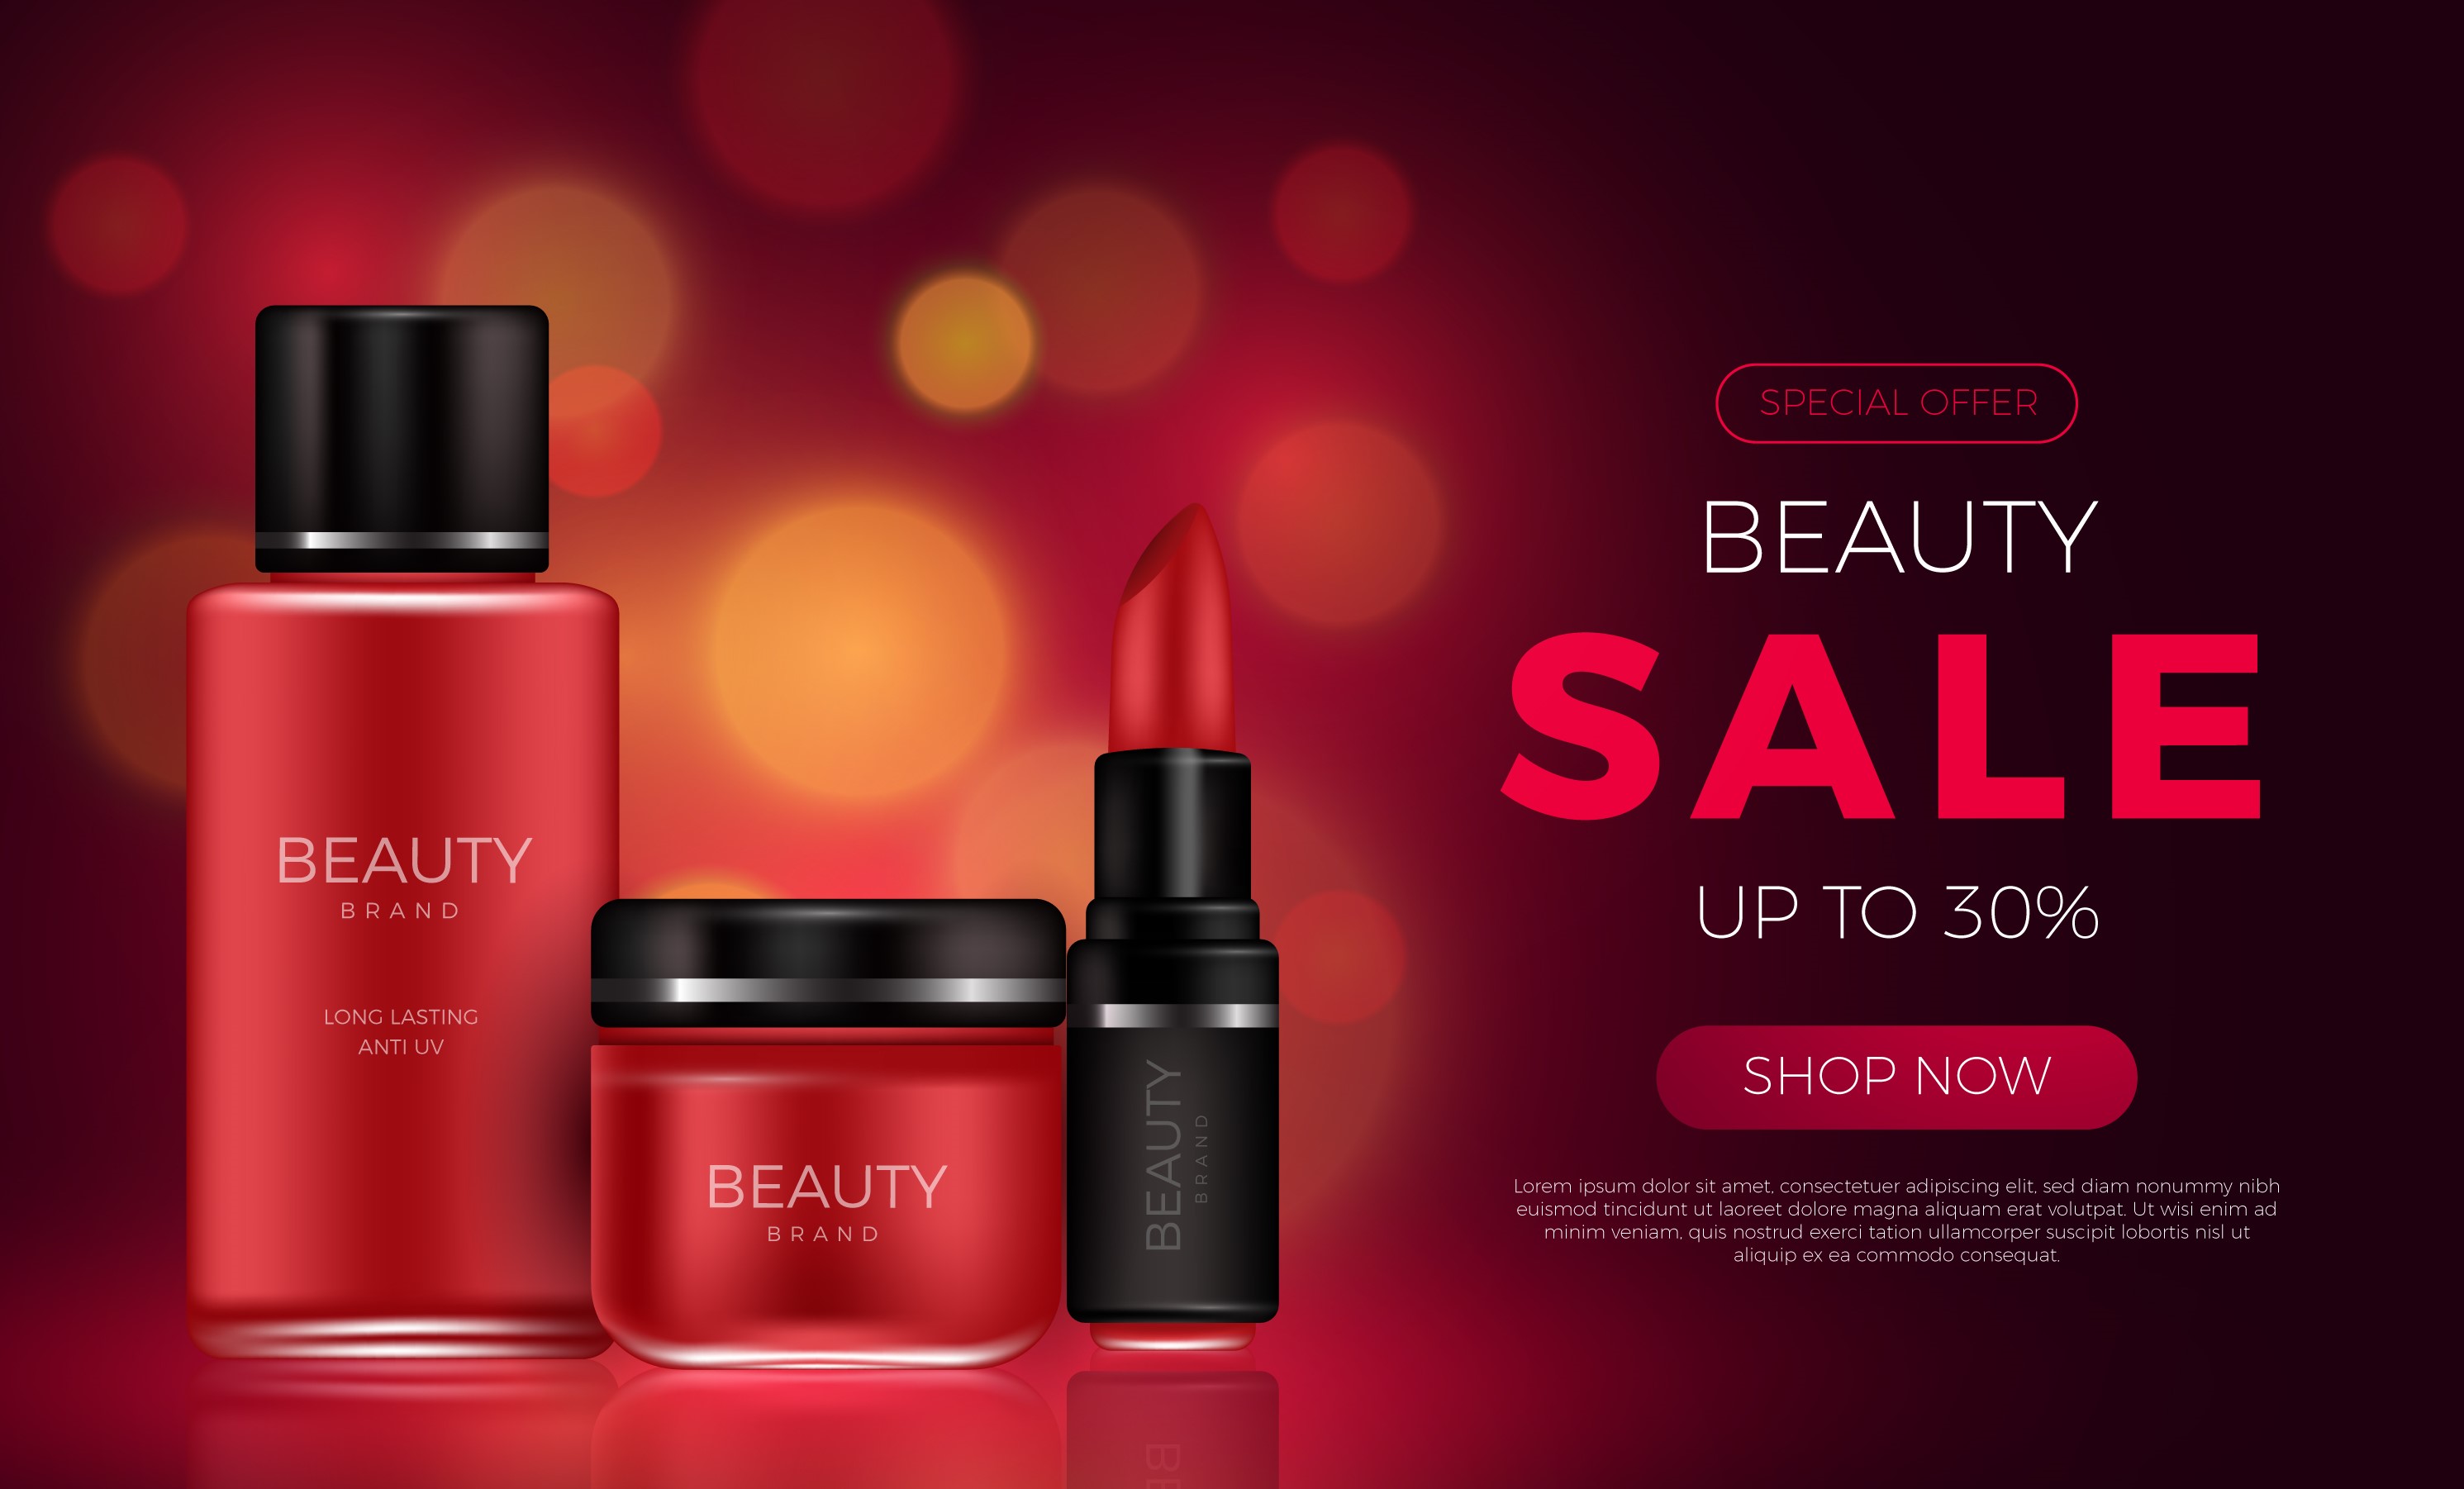 BEAUTY
BRAND
LONG LASTING
ANTI UV
BEAUTY
BRAND
BEAUTY
BRAND
SPECIAL OFFER
BEAUTY
SALE
UP TO 30%
SHOP NOW
Lorem ipsum dolor sit amet, consectetuer adipiscing elit, sed diam nonummy nibh
euismod tincidunt ut laoreet dolore magna aliquam erat volutpat. Ut wisi enim ad
minim veniam, quis nostrud exerci tation ullamcorper suscipit lobortis nisl ut
aliquip ex ea commodo consequat.